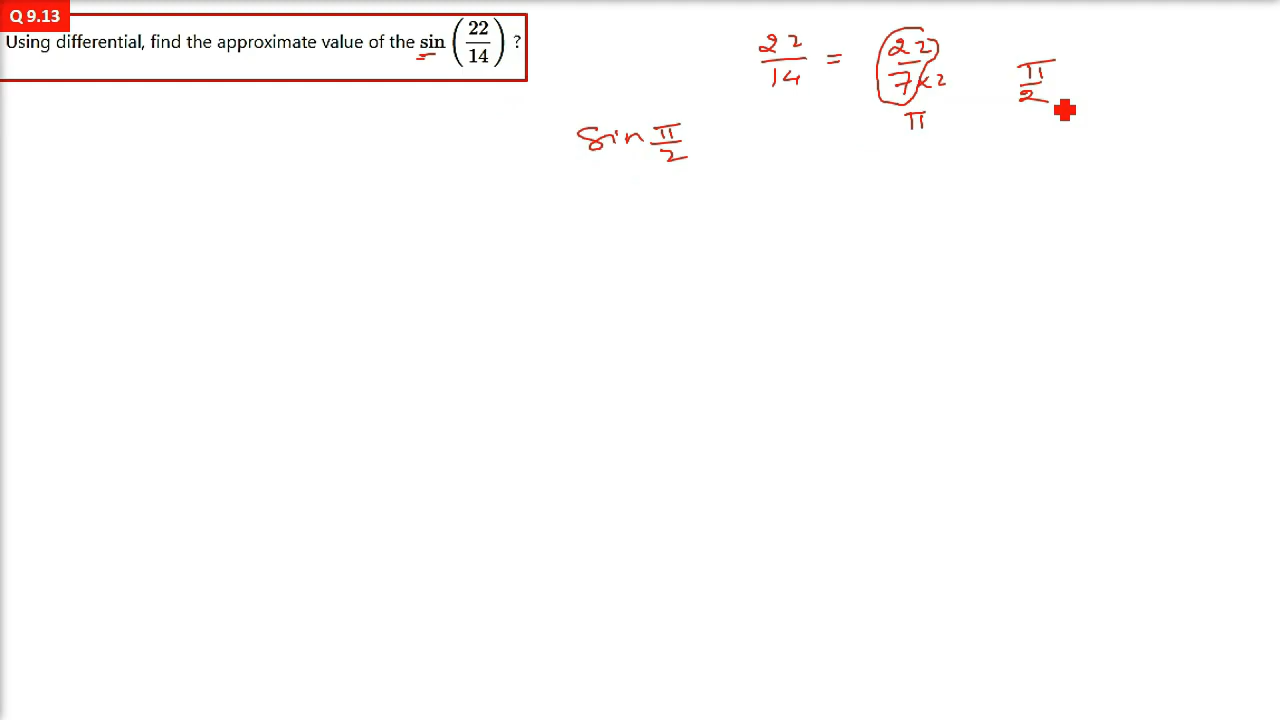 Q 9.13
Using differential, find the approximate value of the sin (22/14) ?
22/14 = 22/7×2 π/2
π
sin π/2